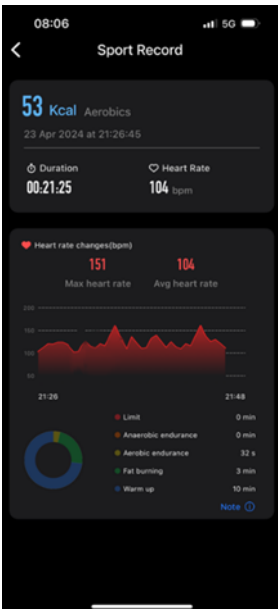 08:06
5G
Sport Record
53 Kcal Aerobics
23 Apr 2024 at 21:26:45
Duration
Heart Rate
00:21:25
104 bpm
Heart rate changes(bpm)
151
104
Max heart rate
Avg heart rate
200
150
100
50
21:26
21:48
Limit 0 min
Anaerobic endurance 0 min
Aerobic endurance 32 s
Fat burning 3 min
Warm up 10 min
Note